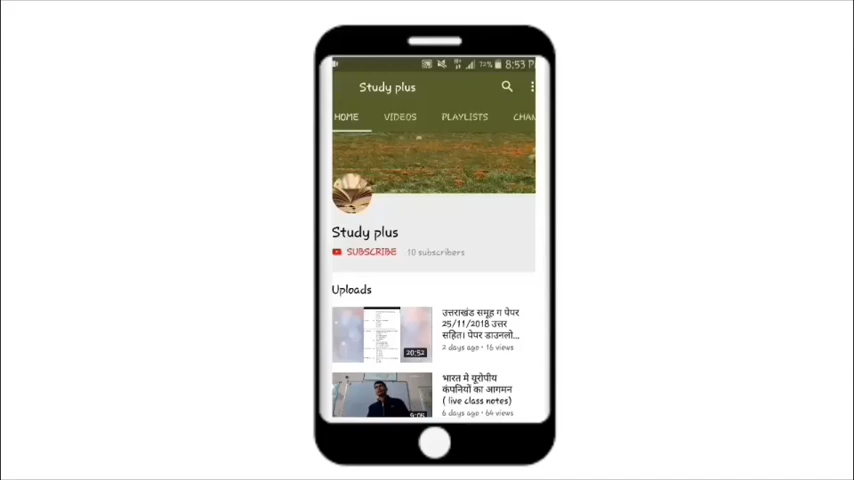 72% 8:53 P
Study plus
HOME VIDEOS PLAYLISTS CHAN
Study plus
SUBSCRIBE 10 subscribers
Uploads
उत्तराखंड समूह ग पेपर
25/11/2018 उत्तर
सहित। पेपर डाउनलो...
2 days ago • 16 views
20:52
भारत मे यूरोपीय
कंपनियों का आगमन
( live class notes)
6 days ago • 64 views